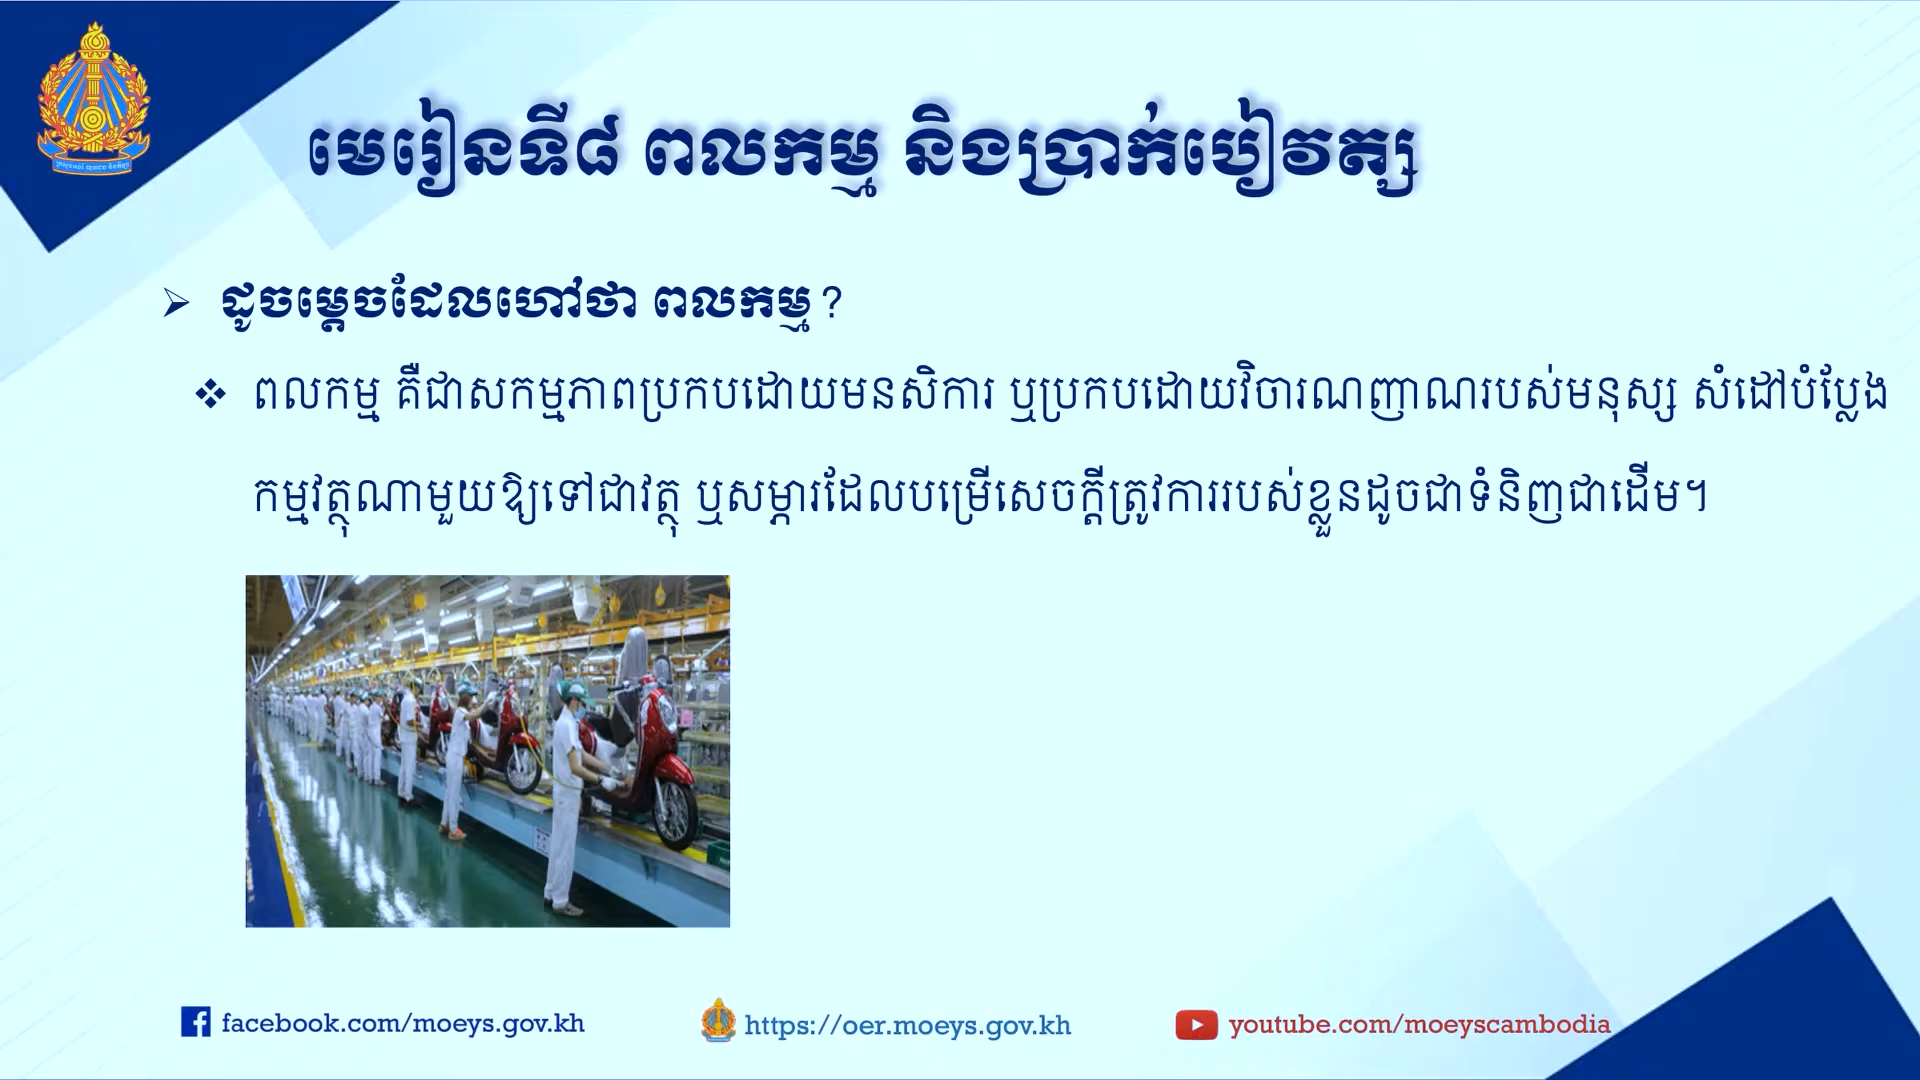 មេរៀនទី៨ ពលកម្ម និងប្រាក់បៀវត្ស
ដូចម្ដេចដែលហៅថា ពលកម្ម ?
ពលកម្ម គឺជាសកម្មភាពប្រកបដោយមនសិការ ឬប្រកបដោយវិចារណញាណរបស់មនុស្ស សំដៅបំប្លែង
កម្មវត្ថុណាមួយឱ្យទៅជាវត្ថុ ឬសម្ភារដែលបម្រើសេចក្ដីត្រូវការរបស់ខ្លួនដូចជាទំនិញជាដើម។
facebook.com/moeys.gov.kh
https://oer.moeys.gov.kh
youtube.com/moeyscambodia